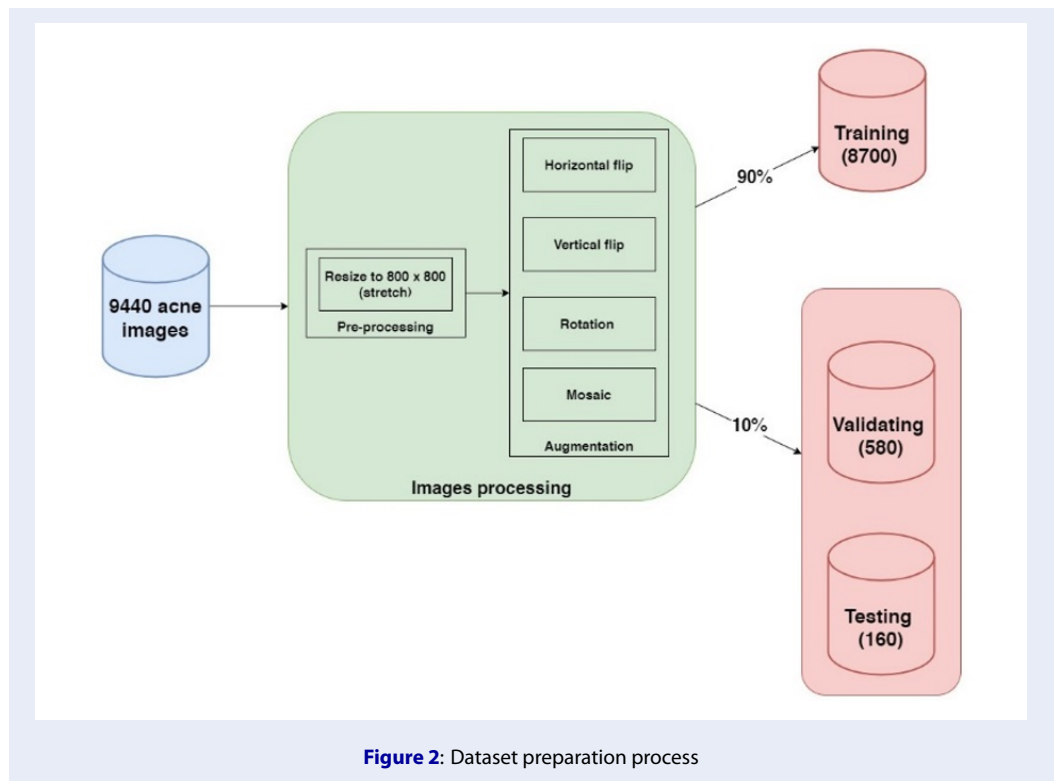 9440 acne
images
Resize to 800 x 800
(stretch)
Pre-processing
Horizontal flip
Vertical flip
Rotation
Mosaic
Augmentation
Images processing
90%
Training
(8700)
10%
Validating
(580)
Testing
(160)
Figure 2: Dataset preparation process